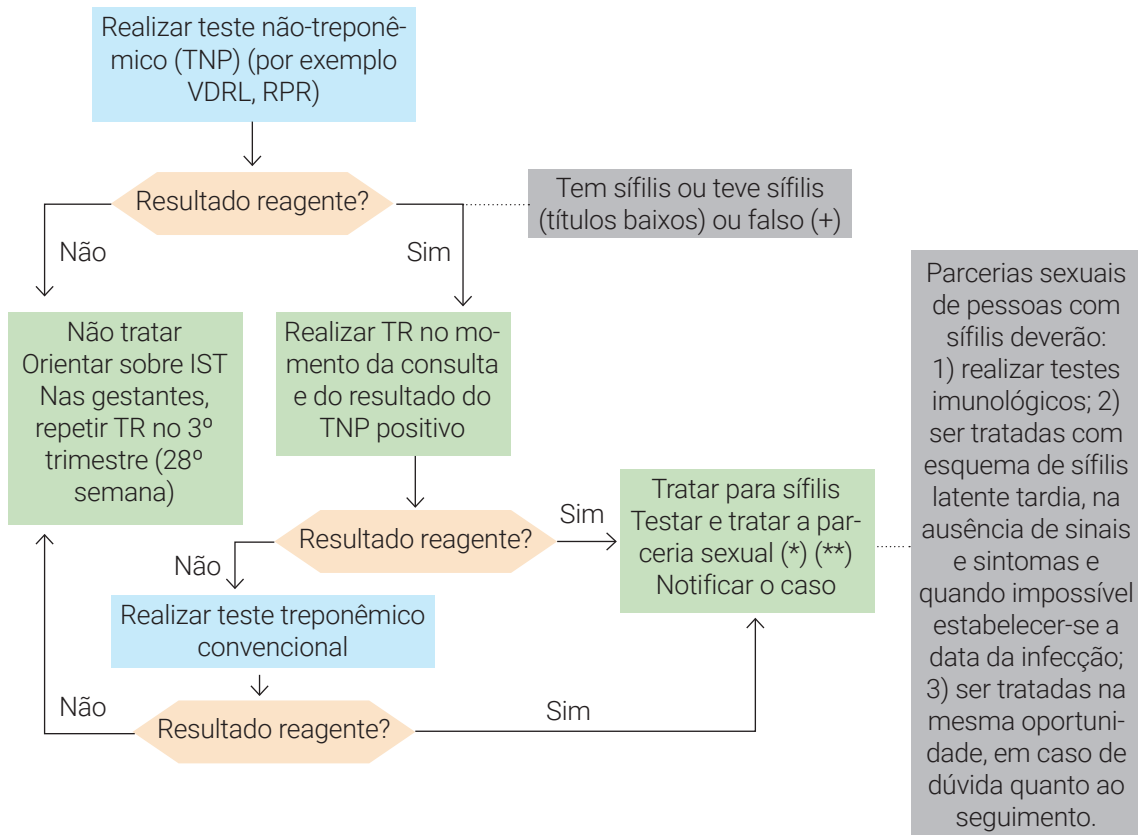 Realizar teste não-treponê-
mico (TNP) (por exemplo
VDRL, RPR)
Resultado reagente?
Tem sífilis ou teve sífilis
(títulos baixos) ou falso (+)
Não
Sim
Não tratar
Orientar sobre IST
Nas gestantes,
repetir TR no 3º
trimestre (28º
semana)
Realizar TR no mo-
mento da consulta
e do resultado do
TNP positivo
Resultado reagente?
Sim
Não
Tratar para sífilis
Testar e tratar a par-
ceria sexual (*) (**)
Notificar o caso
Parcerias sexuais
de pessoas com
sífilis deverão:
1) realizar testes
imunológicos; 2)
ser tratadas com
esquema de sífilis
latente tardia, na
ausência de sinais
e sintomas e
quando impossível
estabelecer-se a
data da infecção;
3) ser tratadas na
mesma oportuni-
dade, em caso de
dúvida quanto ao
seguimento.
Realizar teste treponêmico
convencional
Resultado reagente?
Não
Sim